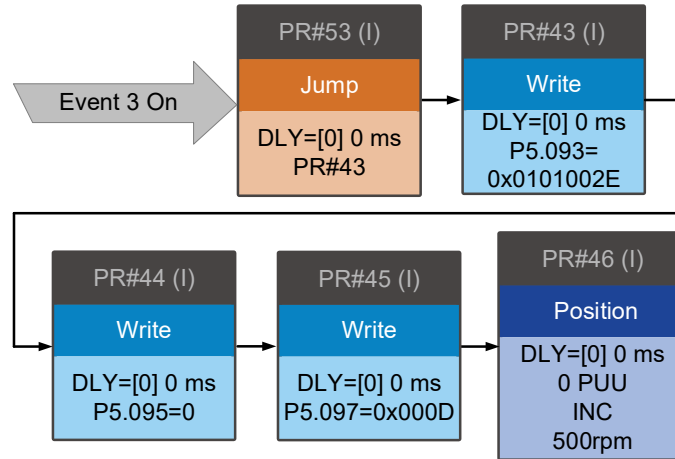 Event 3 On
PR#53 (I)
Jump
DLY=[0] 0 ms
PR#43
PR#43 (I)
Write
DLY=[0] 0 ms
P5.093=
0x0101002E
PR#44 (I)
Write
DLY=[0] 0 ms
P5.095=0
PR#45 (I)
Write
DLY=[0] 0 ms
P5.097=0x000D
PR#46 (I)
Position
DLY=[0] 0 ms
0 PUU
INC
500rpm